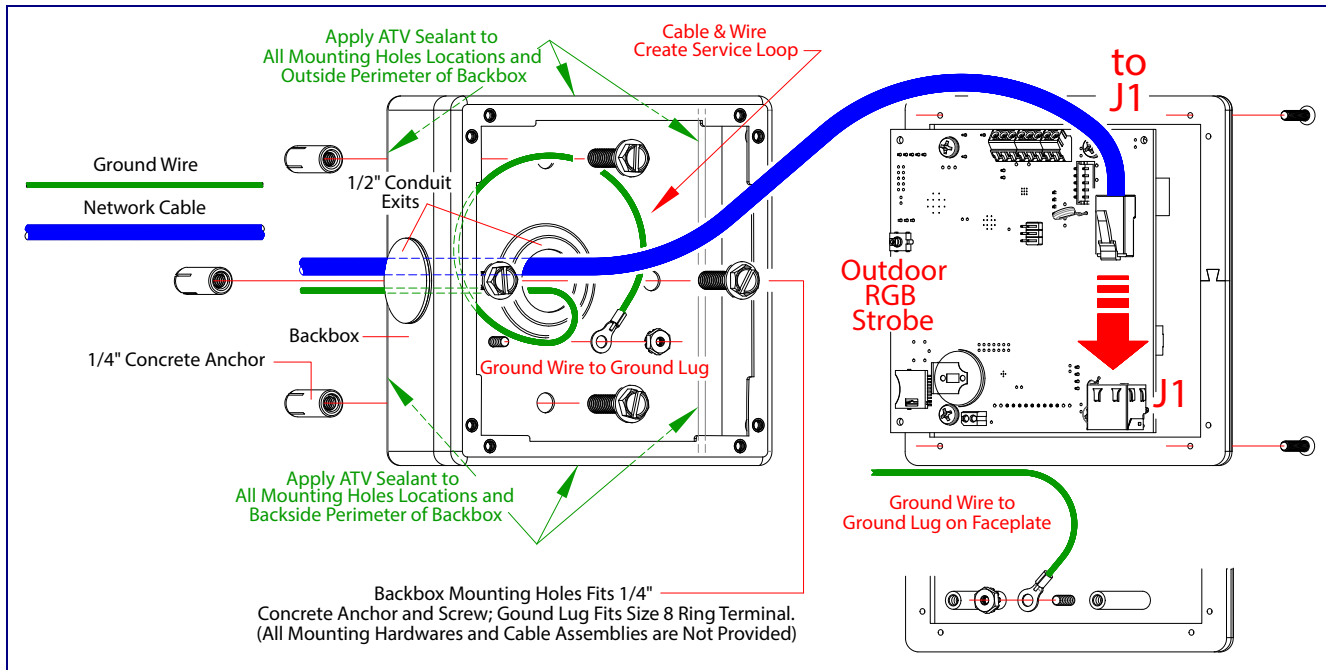 Apply ATV Sealant to
All Mounting Holes Locations and
Outside Perimeter of Backbox
Cable & Wire
Create Service Loop
to
J1
Ground Wire
1/2" Conduit
Exits
Network Cable
Outdoor
RGB
Strobe
Backbox
1/4" Concrete Anchor
Ground Wire to Ground Lug
J1
Apply ATV Sealant to
All Mounting Holes Locations and
Backside Perimeter of Backbox
Ground Wire to
Ground Lug on Faceplate
Backbox Mounting Holes Fits 1/4"
Concrete Anchor and Screw; Gound Lug Fits Size 8 Ring Terminal.
(All Mounting Hardwares and Cable Assemblies are Not Provided)